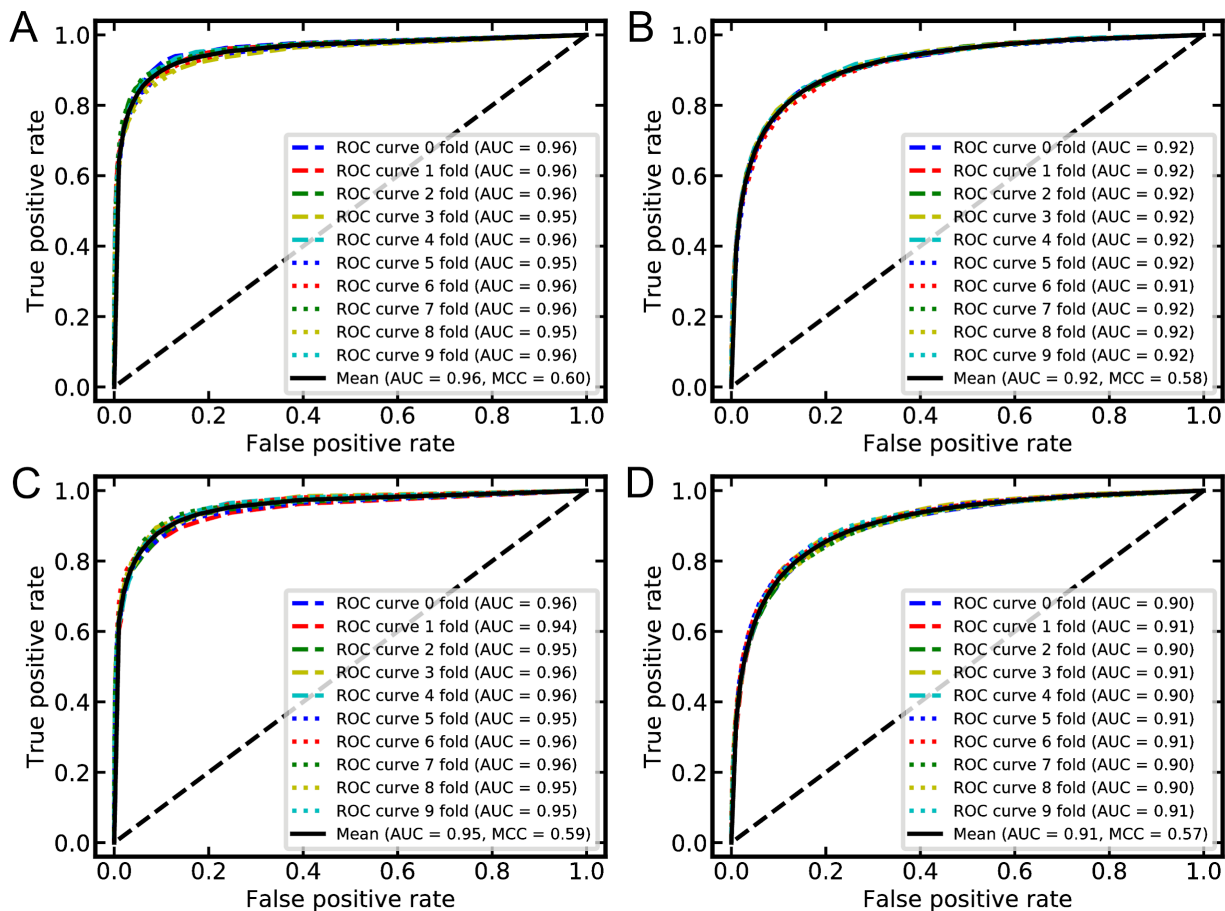 A
True positive rate
1.0
0.8
0.6
0.4
0.2
0.0
ROC curve 0 fold (AUC = 0.96)
ROC curve 1 fold (AUC = 0.96)
ROC curve 2 fold (AUC = 0.96)
ROC curve 3 fold (AUC = 0.95)
ROC curve 4 fold (AUC = 0.96)
ROC curve 5 fold (AUC = 0.95)
ROC curve 6 fold (AUC = 0.96)
ROC curve 7 fold (AUC = 0.96)
ROC curve 8 fold (AUC = 0.95)
ROC curve 9 fold (AUC = 0.96)
Mean (AUC = 0.96, MCC = 0.60)
0.0 0.2 0.4 0.6 0.8 1.0
False positive rate
B
True positive rate
1.0
0.8
0.6
0.4
0.2
0.0
ROC curve 0 fold (AUC = 0.92)
ROC curve 1 fold (AUC = 0.92)
ROC curve 2 fold (AUC = 0.92)
ROC curve 3 fold (AUC = 0.92)
ROC curve 4 fold (AUC = 0.92)
ROC curve 5 fold (AUC = 0.92)
ROC curve 6 fold (AUC = 0.91)
ROC curve 7 fold (AUC = 0.92)
ROC curve 8 fold (AUC = 0.92)
ROC curve 9 fold (AUC = 0.92)
Mean (AUC = 0.92, MCC = 0.58)
0.0 0.2 0.4 0.6 0.8 1.0
False positive rate
C
True positive rate
1.0
0.8
0.6
0.4
0.2
0.0
ROC curve 0 fold (AUC = 0.96)
ROC curve 1 fold (AUC = 0.94)
ROC curve 2 fold (AUC = 0.95)
ROC curve 3 fold (AUC = 0.96)
ROC curve 4 fold (AUC = 0.96)
ROC curve 5 fold (AUC = 0.95)
ROC curve 6 fold (AUC = 0.96)
ROC curve 7 fold (AUC = 0.96)
ROC curve 8 fold (AUC = 0.95)
ROC curve 9 fold (AUC = 0.95)
Mean (AUC = 0.95, MCC = 0.59)
0.0 0.2 0.4 0.6 0.8 1.0
False positive rate
D
True positive rate
1.0
0.8
0.6
0.4
0.2
0.0
ROC curve 0 fold (AUC = 0.90)
ROC curve 1 fold (AUC = 0.91)
ROC curve 2 fold (AUC = 0.90)
ROC curve 3 fold (AUC = 0.91)
ROC curve 4 fold (AUC = 0.90)
ROC curve 5 fold (AUC = 0.91)
ROC curve 6 fold (AUC = 0.91)
ROC curve 7 fold (AUC = 0.90)
ROC curve 8 fold (AUC = 0.90)
ROC curve 9 fold (AUC = 0.91)
Mean (AUC = 0.91, MCC = 0.57)
0.0 0.2 0.4 0.6 0.8 1.0
False positive rate